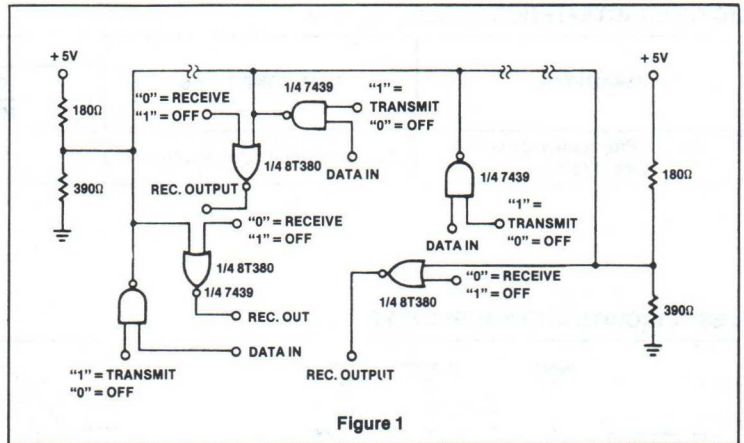 + 5V
180Ω
390Ω
"0" = RECEIVE
"1" = OFF
1/4 7439
"1" =
TRANSMIT
"0" = OFF
1/4 8T380
DATA IN
REC. OUTPUT
"0" = RECEIVE
"1" = OFF
1/4 8T380
1/4 7439
REC. OUT
DATA IN
"1" = TRANSMIT
"0" = OFF
1/4 7439
"1" =
TRANSMIT
"0" = OFF
DATA IN
"0" = RECEIVE
"1" = OFF
1/4 8T380
REC. OUTPUT
+ 5V
180Ω
390Ω
Figure 1